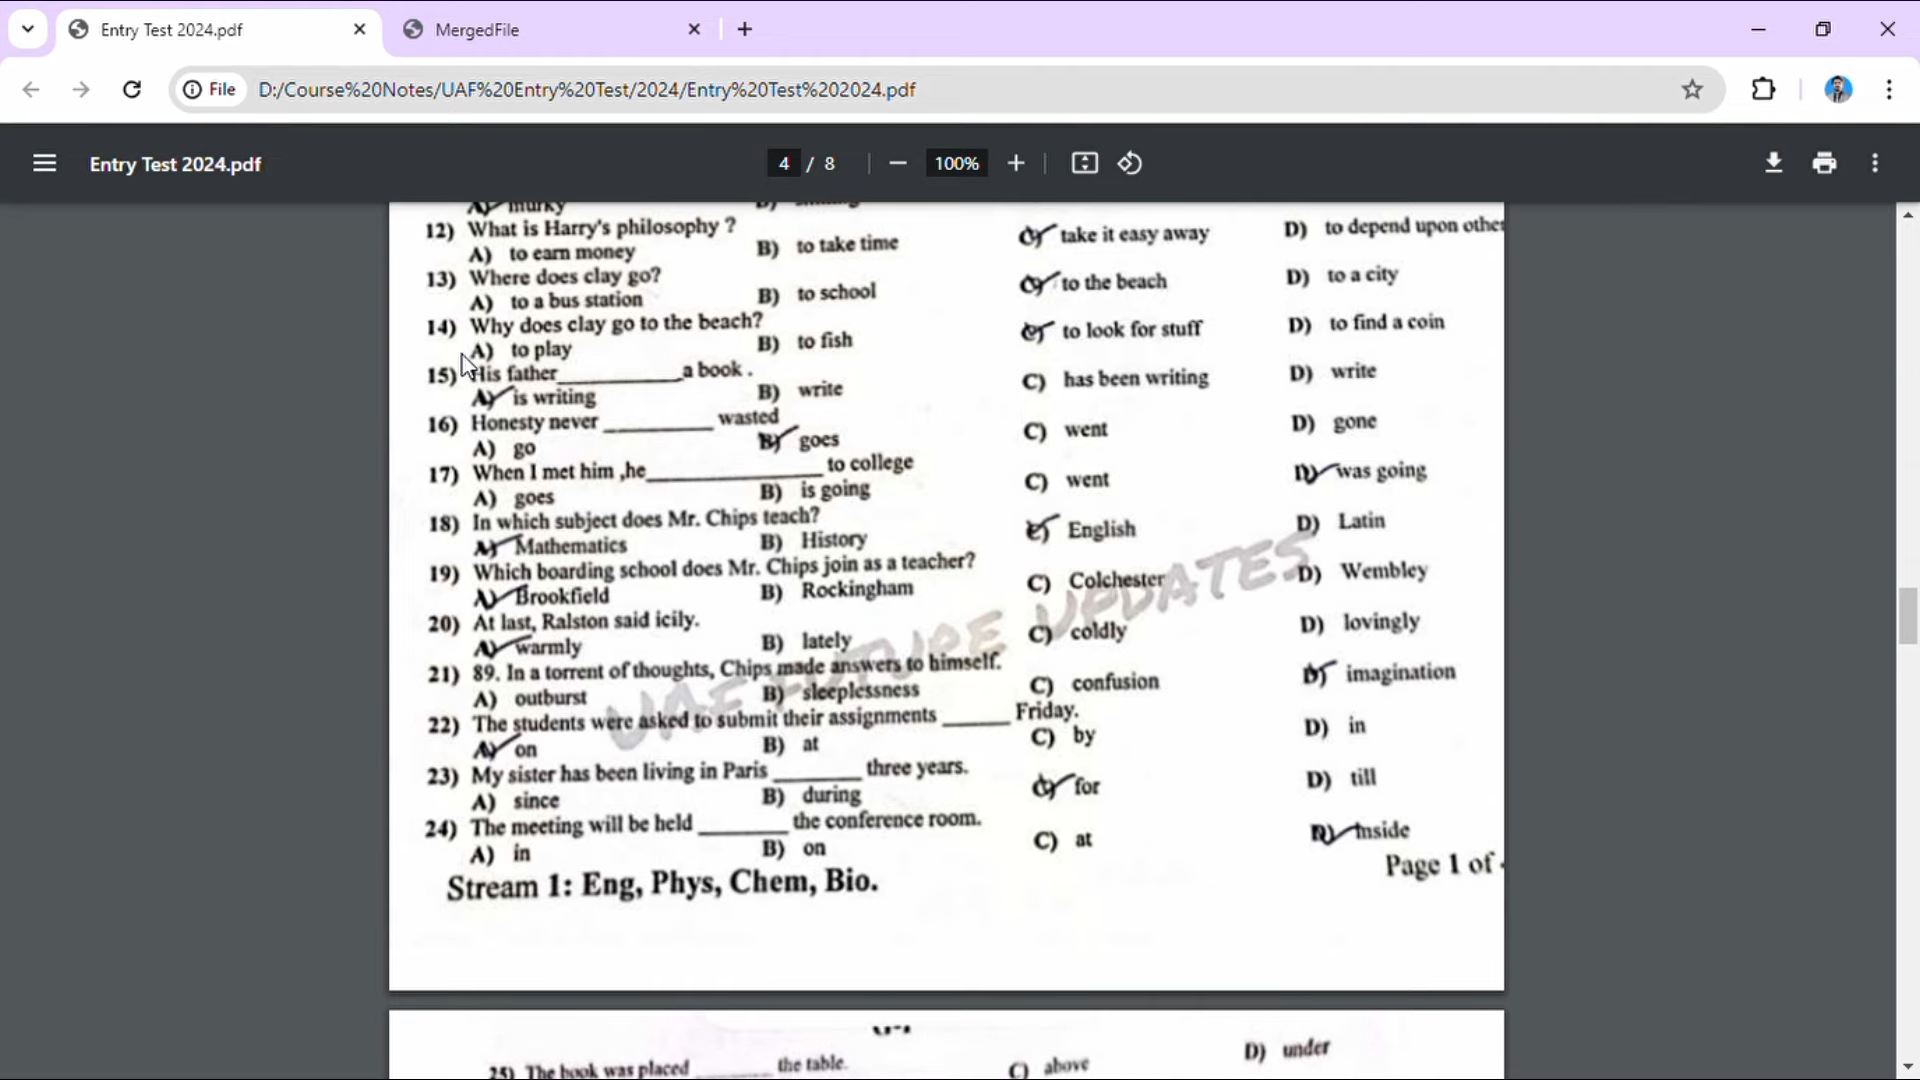 Entry Test 2024.pdf
MergedFile
File
D:/Course%20Notes/UAF%20Entry%20Test/2024/Entry%20Test%202024.pdf
Entry Test 2024.pdf
4 / 8
100%
A) murky B)
12) What is Harry's philosophy ?
A) to earn money B) to take time C) take it easy away D) to depend upon other
13) Where does clay go?
A) to a bus station B) to school C) to the beach D) to a city
14) Why does clay go to the beach?
A) to play B) to fish C) to look for stuff D) to find a coin
15) His father____________a book .
A) is writing B) write C) has been writing D) write
16) Honesty never __________ wasted
A) go B) goes C) went D) gone
17) When I met him ,he________________ to college
A) goes B) is going C) went D) was going
18) In which subject does Mr. Chips teach?
A) Mathematics B) History C) English D) Latin
19) Which boarding school does Mr. Chips join as a teacher?
A) Brookfield B) Rockingham C) Colchester D) Wembley
20) At last, Ralston said icily.
A) warmly B) lately C) coldly D) lovingly
21) 89. In a torrent of thoughts, Chips made answers to himself.
A) outburst B) sleeplessness C) confusion D) imagination
22) The students were asked to submit their assignments ______ Friday.
A) on B) at C) by D) in
23) My sister has been living in Paris ________ three years.
A) since B) during C) for D) till
24) The meeting will be held ________ the conference room.
A) in B) on C) at D) inside
Stream 1: Eng, Phys, Chem, Bio.
Page 1 of
UAF FUTURE UPDATES
25) The book was placed _______ the table.
C) above D) under